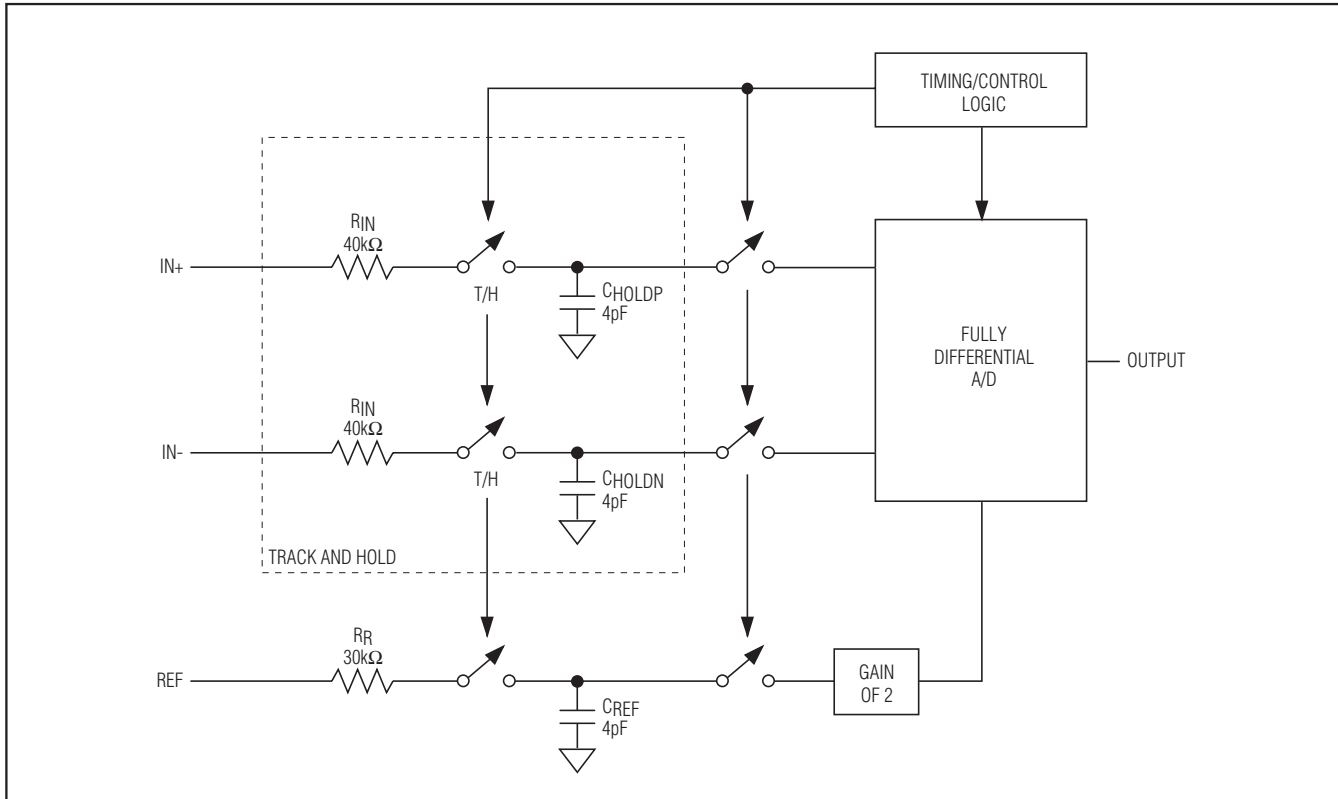 TIMING/CONTROL
LOGIC
RIN
40kΩ
IN+
T/H
CHOLDP
4pF
FULLY
DIFFERENTIAL
A/D
OUTPUT
RIN
40kΩ
IN-
T/H
CHOLDN
4pF
TRACK AND HOLD
RR
30kΩ
REF
GAIN
OF 2
CREF
4pF